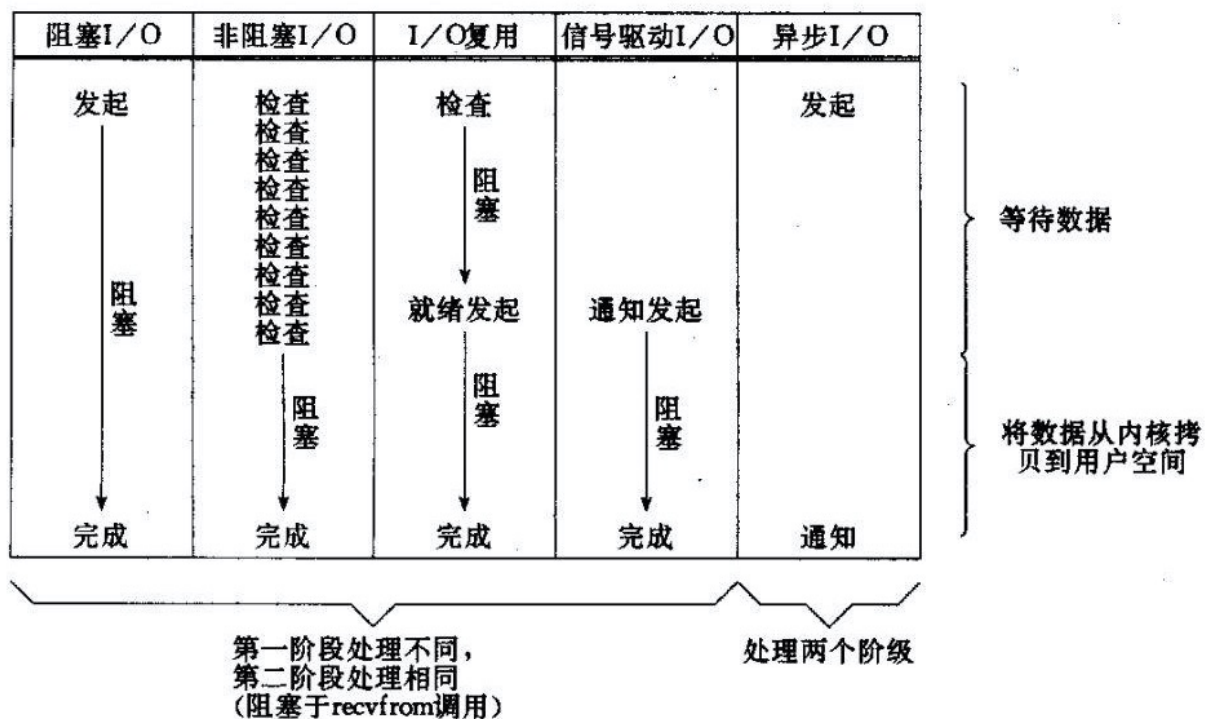 阻塞I/O 非阻塞I/O I/O复用 信号驱动I/O 异步I/O
发起 检查 检查 发起
检查
检查
检查
检查
检查
检查
检查
检查
阻塞
阻塞
就绪发起 通知发起
阻塞
阻塞
阻塞
完成 完成 完成 完成 通知
等待数据
将数据从内核拷
贝到用户空间
第一阶段处理不同,
第二阶段处理相同
(阻塞于recvfrom调用)
处理两个阶级